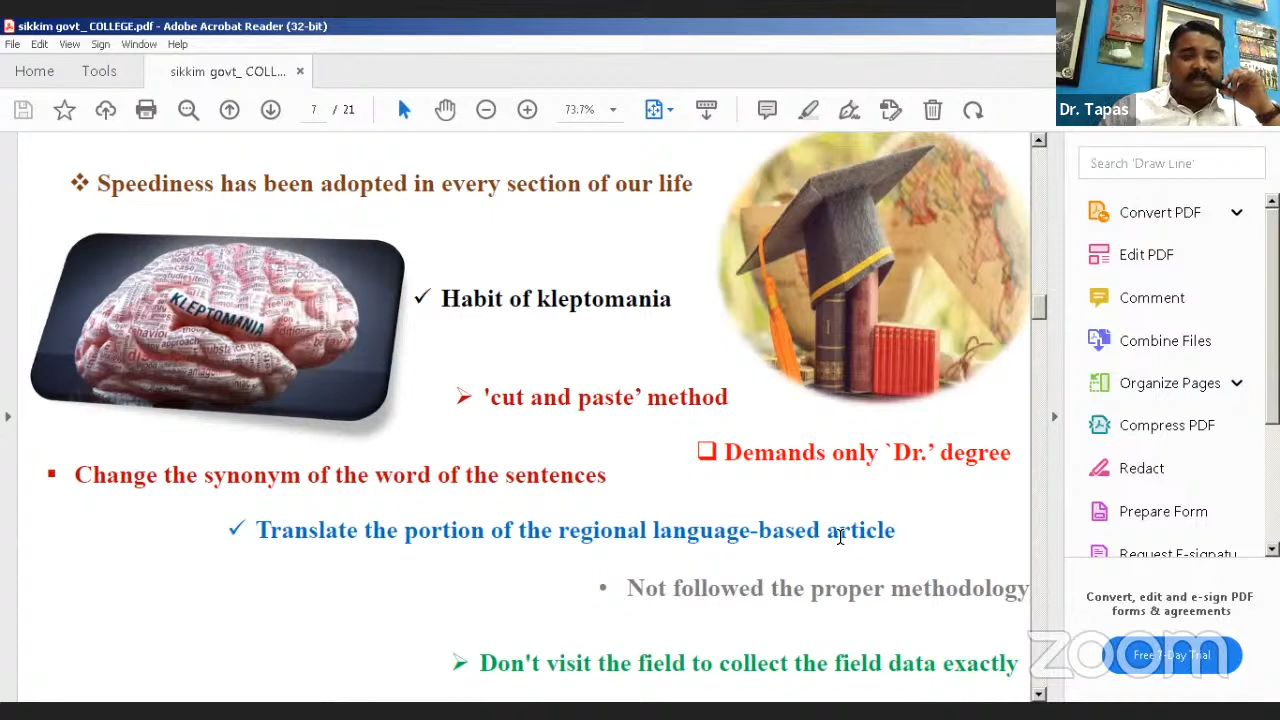 sikkim govt_ COLLEGE.pdf - Adobe Acrobat Reader (32-bit)
File Edit View Sign Window Help
Home Tools sikkim govt_ COLL... ×
7 / 21 73.7%
Dr. Tapas
Search 'Draw Line'
❖ Speediness has been adopted in every section of our life
KLEPTOMANIA
✓ Habit of kleptomania
➢ 'cut and paste’ method
❑ Demands only `Dr.’ degree
▪ Change the synonym of the word of the sentences
✓ Translate the portion of the regional language-based article
• Not followed the proper methodology
➢ Don't visit the field to collect the field data exactly
Convert PDF
Edit PDF
Comment
Combine Files
Organize Pages
Compress PDF
Redact
Prepare Form
Request E-signatu
Convert, edit and e-sign PDF
forms & agreements
Free 7-Day Trial
zoom